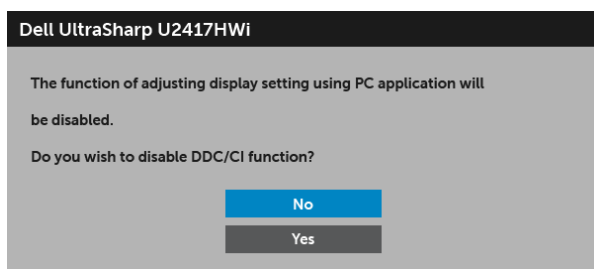 Dell UltraSharp U2417HWi
The function of adjusting display setting using PC application will
be disabled.
Do you wish to disable DDC/CI function?
No
Yes